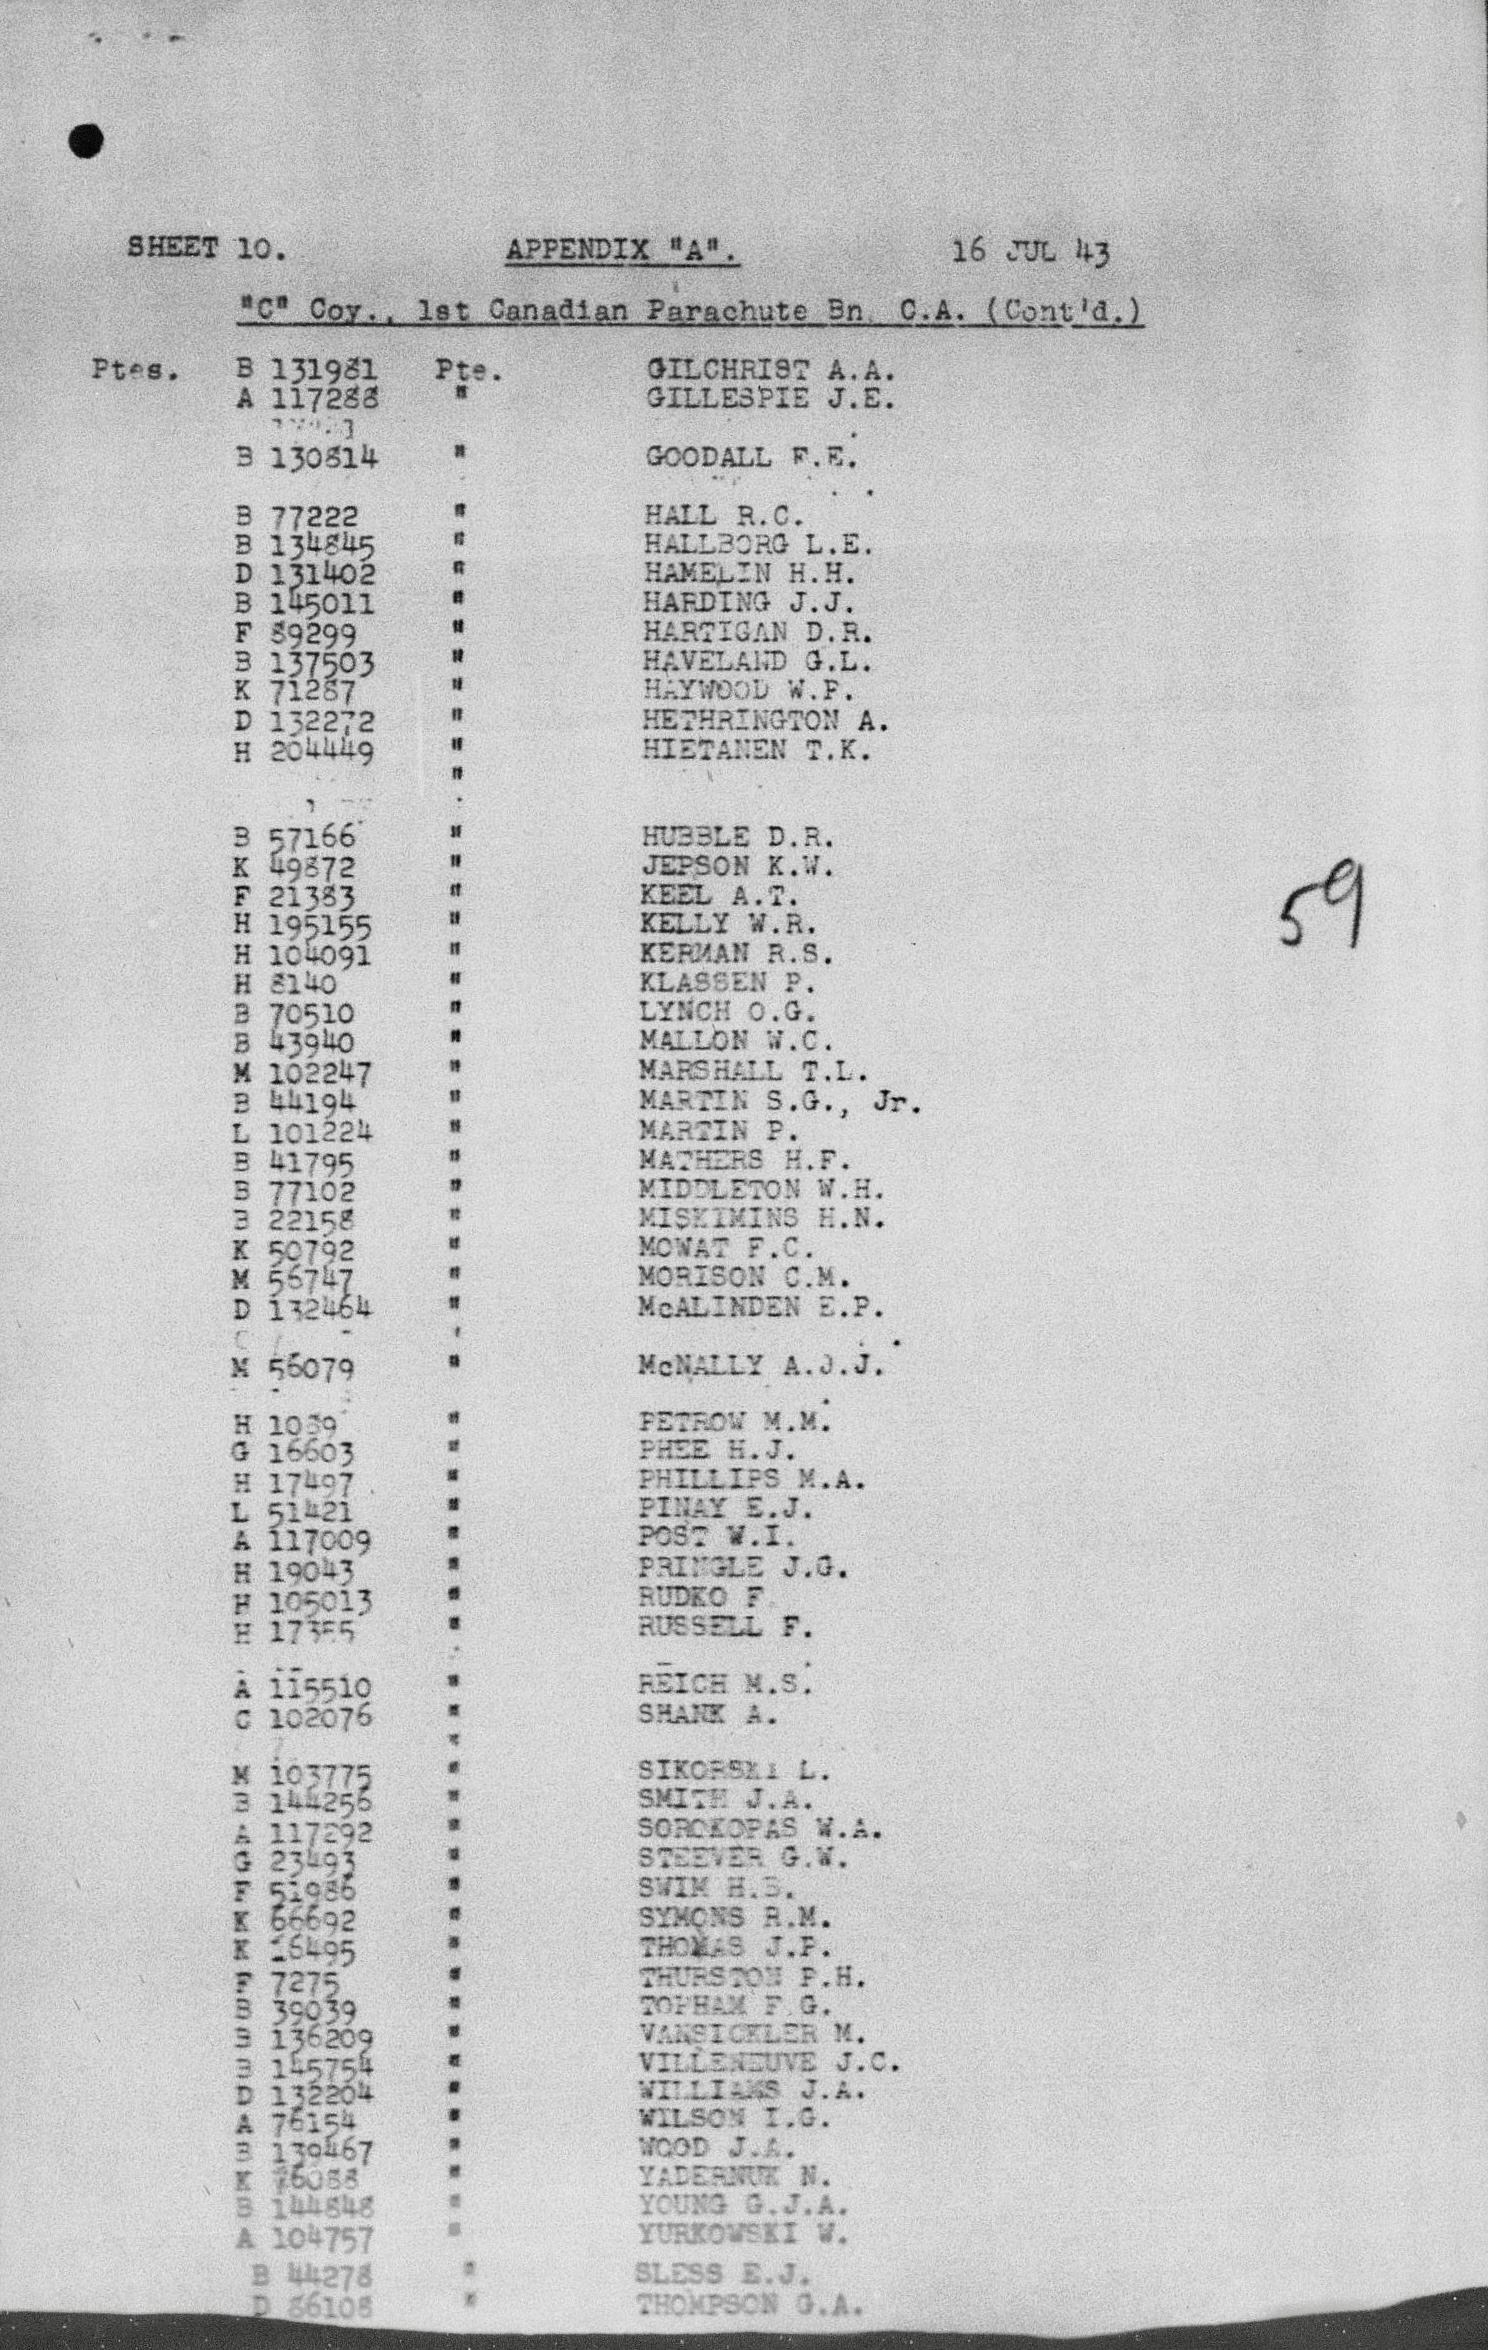 SHEET 10. APPENDIX "A". 16 JUL 43
"C" Coy., 1st Canadian Parachute Bn. C.A. (Cont'd.)
Ptes. B 131981 Pte. GILCHRIST A.A.
A 117288 " GILLESPIE J.E.
B 130814 " GOODALL F.E.
B 77222 " HALL R.C.
B 134845 " HALLBORG L.E.
D 131402 " HAMELIN H.H.
B 145011 " HARDING J.J.
F 89299 " HARTIGAN D.R.
B 137503 " HAVELAND G.L.
K 71287 " HAYWOOD W.P.
D 132272 " HETHRINGTON A.
H 204449 " HIETANEN T.K.
"
B 57166 " HUBBLE D.R.
K 49872 " JEPSON K.W.
F 21383 " KEEL A.T.
H 195155 " KELLY W.R.
59
H 104091 " KERMAN R.S.
H 8140 " KLASSEN P.
B 70510 " LYNCH O.G.
B 43940 " MALLON W.C.
M 102247 " MARSHALL T.L.
B 44194 " MARTIN S.G., Jr.
L 101224 " MARTIN P.
B 41795 " MATHERS H.F.
B 77102 " MIDDLETON W.H.
B 22158 " MISKIMINS H.N.
K 50792 " MOWAT F.C.
M 56747 " MORISON C.M.
D 132464 " McALINDEN E.P.
M 56079 " McNALLY A.J.J.
H 1089 " PETROW M.M.
G 16603 " PHEE H.J.
H 17497 " PHILLIPS M.A.
L 51421 " PINAY E.J.
A 117009 " POST W.I.
H 19043 " PRINGLE J.G.
H 105013 " RUDKO F.
H " RUSSELL F.
A 115510 " REICH M.S.
C 102076 " SHANK A.
"
M 103775 " SIKORSKI L.
B 144256 " SMITH J.A.
A 117292 " SOROKOPAS W.A.
G 23493 " STEEVER G.W.
F 51986 " SWIM H.B.
K 66692 " SYMONS R.M.
K " THOMAS J.P.
F 7275 " THURSTON P.H.
B 39039 " TOPHAM F.G.
B 136209 " VANSICKLER M.
B 145754 " VILLENEUVE J.C.
D 132204 " WILLIAMS J.A.
A 76154 " WILSON I.G.
B 139467 " WOOD J.A.
K 76088 " YADERNUK N.
B 144848 " YOUNG G.J.A.
A 104757 " YURKOWSKI W.
B 44278 " SLESS E.J.
D 86108 " THOMPSON G.A.